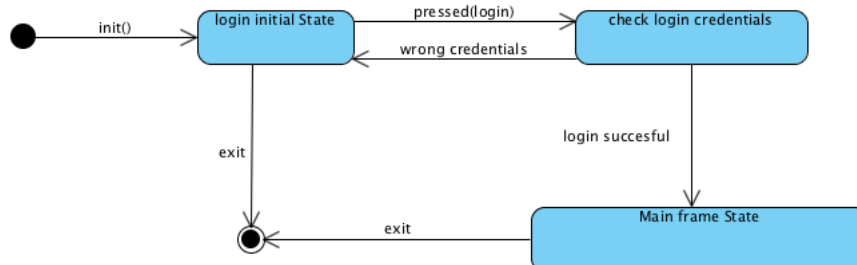 login initial State
pressed(login)
check login credentials
init()
wrong credentials
login succesful
exit
Main frame State
exit